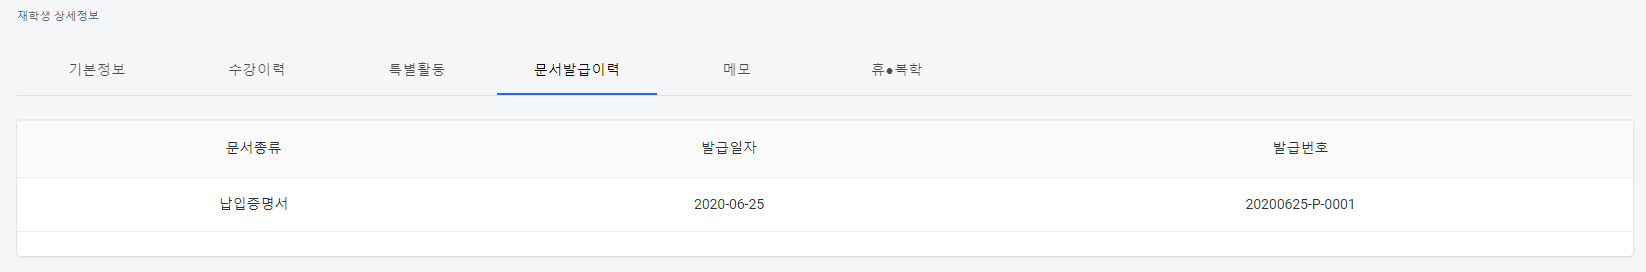 재학생 상세정보
기본정보 수강이력 특별활동 문서발급이력 메모 휴●복학
문서종류 발급일자 발급번호
납입증명서 2020-06-25 20200625-P-0001